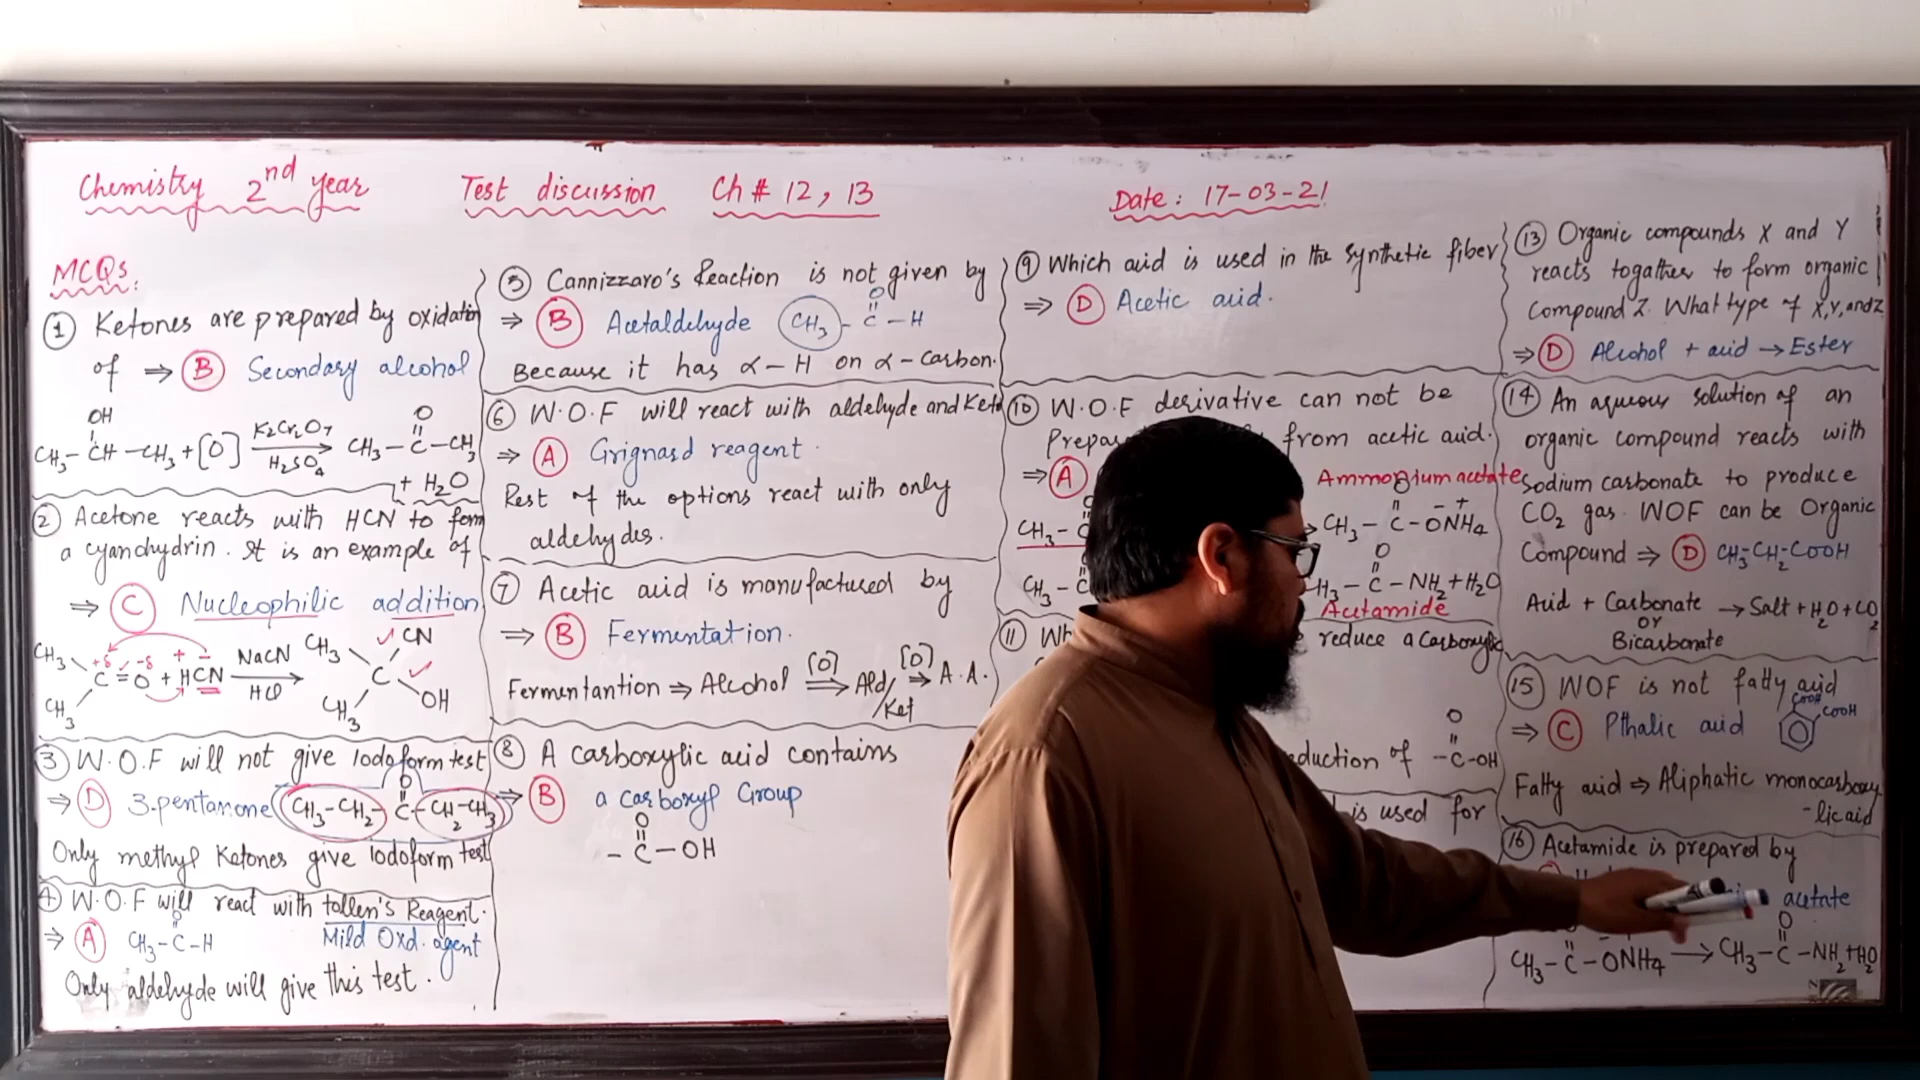 Chemistry 2nd year Test discussion Ch # 12, 13 Date: 17-03-21
MCQs:
① Ketones are prepared by oxidation
of ⇒ Ⓑ Secondary alcohol
OH O
CH3-CH-CH3+[O] K2Cr2O7 H2SO4 → CH3-C-CH3
+ H2O
② Acetone reacts with HCN to form
a cyanohydrin. It is an example of
⇒ Ⓒ Nucleophilic addition
CH3 +δ -δ + - CH3 CN
C=O + HCN NaCN HCl → C
CH3 CH3 OH
③ W.O.F will not give Iodoform test
O
⇒ Ⓓ 3.pentanone CH3-CH2-C-CH2-CH3
Only methyl Ketones give Iodoform test
④ W.O.F will react with tollen's Reagent.
O
⇒ Ⓐ CH3-C-H Mild Oxd. agent
Only aldehyde will give this test.
⑤ Cannizzaro's Reaction is not given by
O
⇒ Ⓑ Acetaldehyde CH3-C-H
Because it has α-H on α-carbon.
⑥ W.O.F will react with aldehyde and Keto
⇒ Ⓐ Grignard reagent.
Rest of the options react with only
aldehydes.
⑦ Acetic acid is manufactured by
⇒ Ⓑ Fermentation.
Fermentantion ⇒ Alcohol [O] ⇒ Ald/ [O] ⇒ A.A.
/Ket
⑧ A carboxylic acid contains
⇒ Ⓑ a carboxyl Group
O
-C-OH
⑨ Which acid is used in the synthetic fiber
⇒ Ⓓ Acetic acid.
⑩ W.O.F derivative can not be
from acetic acid.
⇒ Ⓐ Ammonium acetate
CH3- → CH3-C-ONH4
O
CH3-C H3-C-NH2+H2O
Acetamide
⑪ reduce a Carboxylic
O
of -C-OH
is used for
⑬ Organic compounds X and Y
reacts togather to form organic
Compound Z. What type of X,Y, and Z
⇒ Ⓓ Alcohol + acid → Ester
⑭ An aqueous solution of an
organic compound reacts with
Sodium carbonate to produce
CO2 gas. WOF can be Organic
Compound ⇒ Ⓓ CH3-CH2-COOH
Acid + Carbonate → Salt + H2O + CO2
or
Bicarbonate
⑮ WOF is not fatty acid
COOH
⇒ Ⓒ Pthalic acid COOH
Fatty acid ⇒ Aliphatic monocarboxy
-lic acid
⑯ Acetamide is prepared by
acetate
O
CH3-C-ONH4 → CH3-C-NH2+H2O